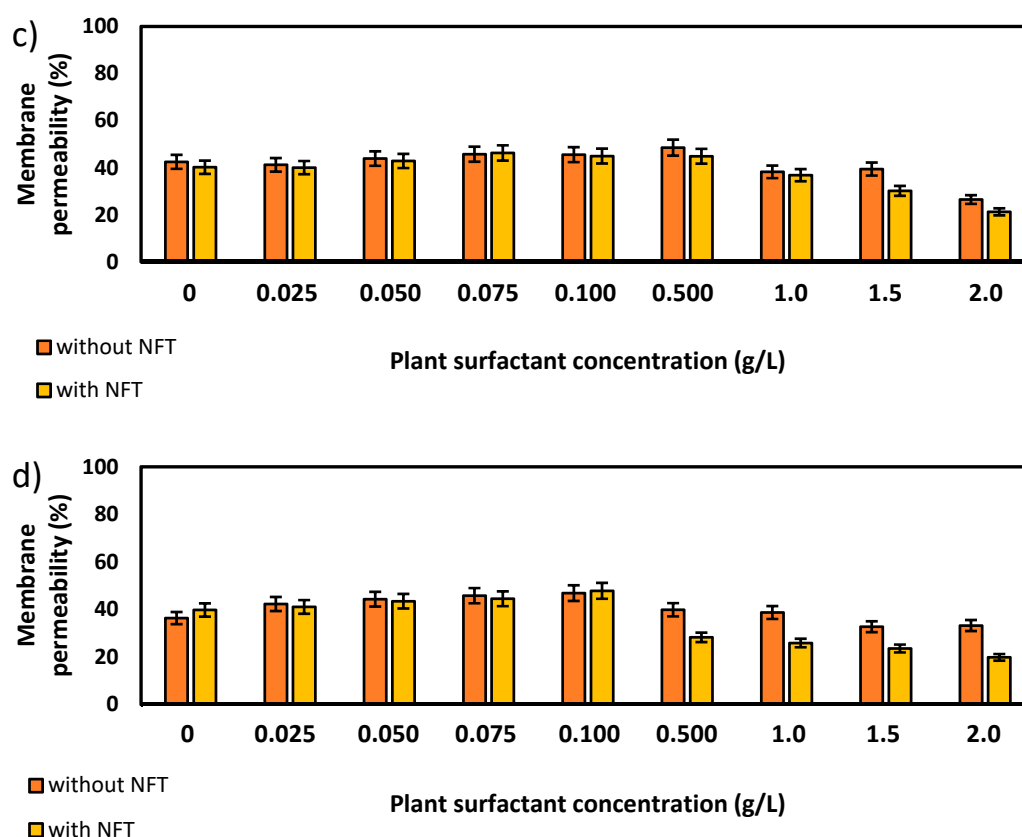 c)
Membrane
permeability (%)
100
80
60
40
20
0
0 0.025 0.050 0.075 0.100 0.500 1.0 1.5 2.0
without NFT
with NFT
Plant surfactant concentration (g/L)
d)
Membrane
permeability (%)
100
80
60
40
20
0
0 0.025 0.050 0.075 0.100 0.500 1.0 1.5 2.0
without NFT
with NFT
Plant surfactant concentration (g/L)